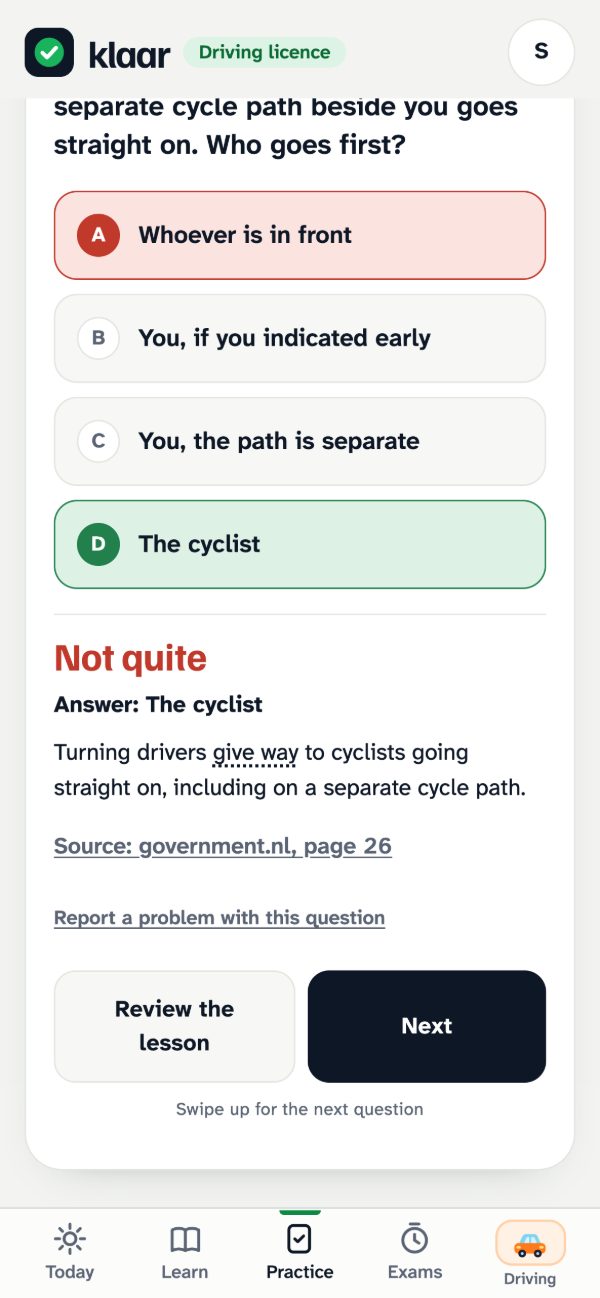 klaar
Driving licence
S
separate cycle path beside you goes
straight on. Who goes first?
A
Whoever is in front
B
You, if you indicated early
C
You, the path is separate
D
The cyclist
Not quite
Answer: The cyclist
Turning drivers give way to cyclists going
straight on, including on a separate cycle path.
Source: government.nl, page 26
Report a problem with this question
Review the
lesson
Next
Swipe up for the next question
Today
Learn
Practice
Exams
Driving